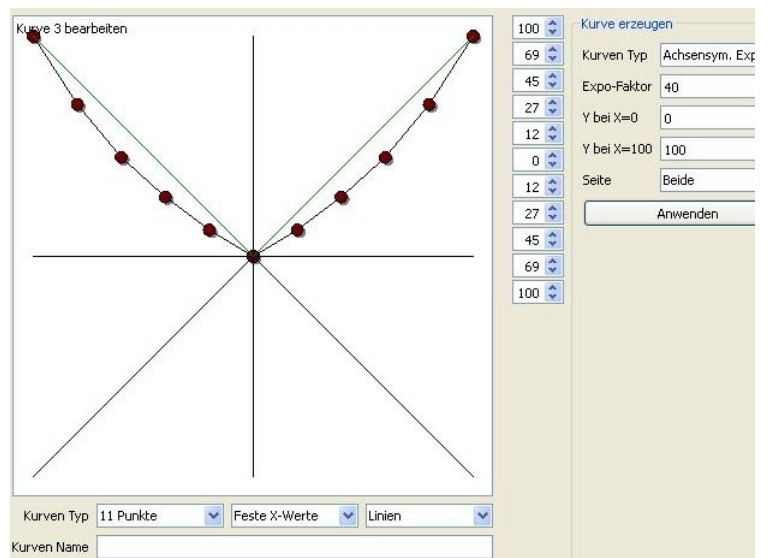 Kurve 3 bearbeiten
100
69
45
27
12
0
12
27
45
69
100
Kurve erzeugen
Kurven Typ Achsensym. Exp
Expo-Faktor 40
Y bei X=0 0
Y bei X=100 100
Seite Beide
Anwenden
Kurven Typ 11 Punkte Feste X-Werte Linien
Kurven Name